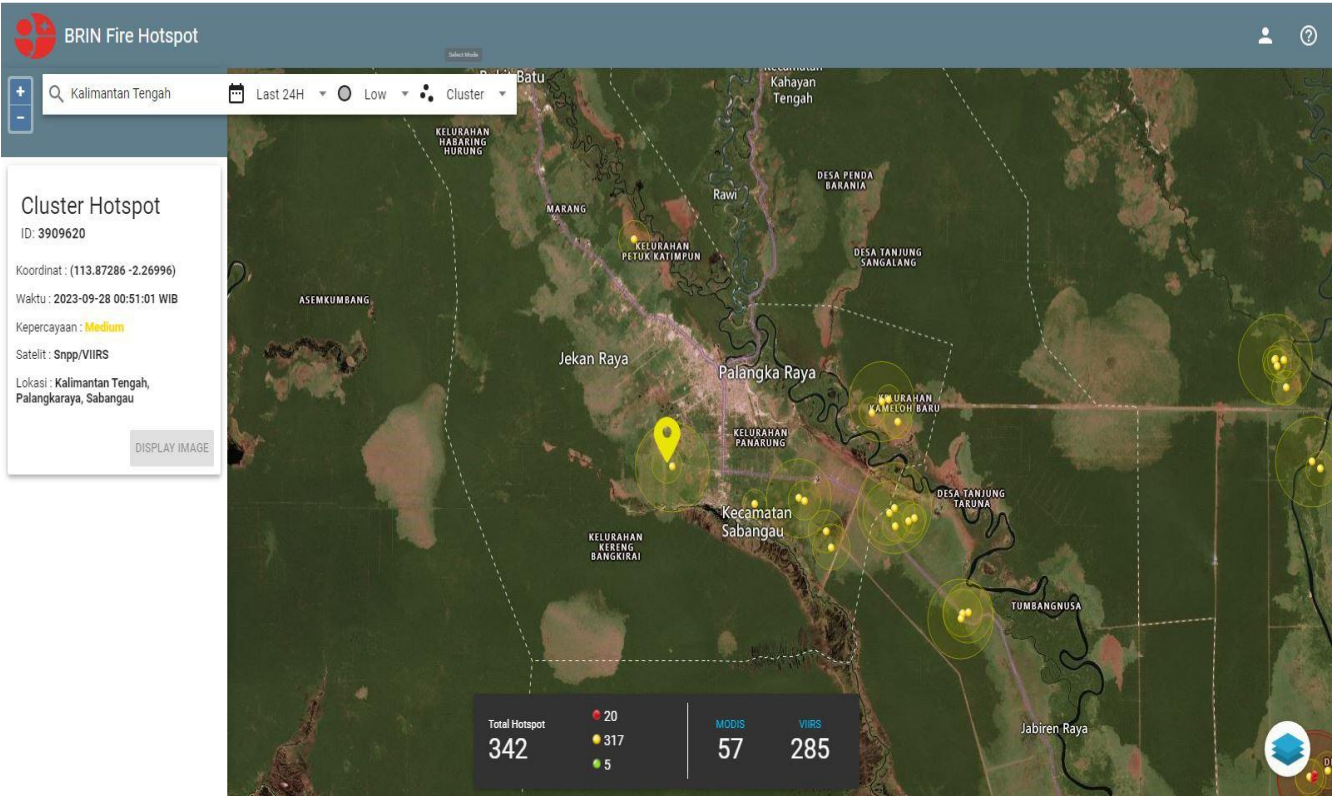 BRIN Fire Hotspot
Select Mode
Kalimantan Tengah
Last 24H
Low
Cluster
Cluster Hotspot
ID: 3909620
Koordinat : (113.87286 -2.26996)
Waktu : 2023-09-28 00:51:01 WIB
Kepercayaan : Medium
Satelit : Snpp/VIIRS
Lokasi : Kalimantan Tengah,
Palangkaraya, Sabangau
DISPLAY IMAGE
Batu
Kahayan
Tengah
KELURAHAN
HABARING
HURUNG
DESA PENDA
BARANIA
Rawi
MARANG
KELURAHAN
PETUK KATIMPUN
DESA TANJUNG
SANGALANG
ASEMKUMBANG
Jekan Raya
Palangka Raya
KELURAHAN
KAMELOH BARU
KELURAHAN
PANARUNG
DESA TANJUNG
TARUNA
Kecamatan
Sabangau
KELURAHAN
KERENG
BANGKIRAI
TUMBANGNUSA
Jabiren Raya
Total Hotspot
342
20
317
5
MODIS
57
VIIRS
285